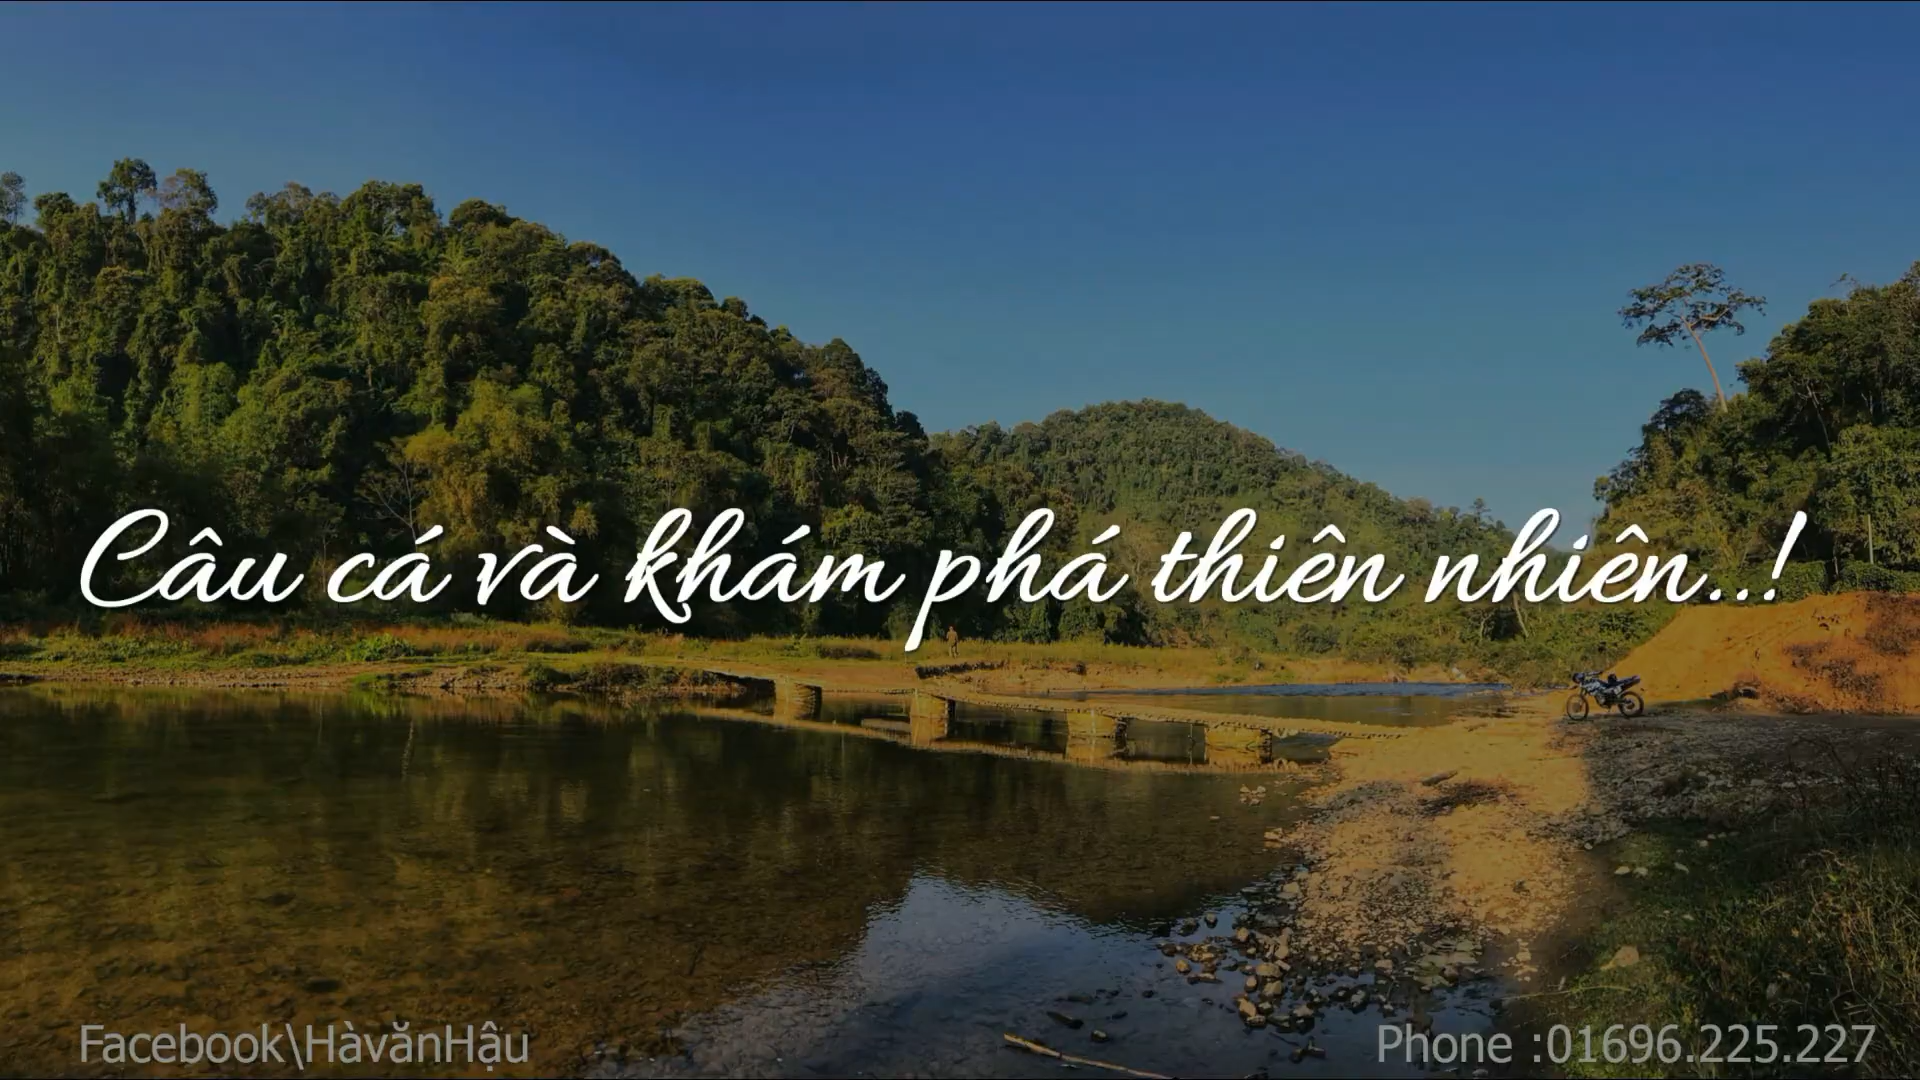 Câu cá và khám phá thiên nhiên...!
Facebook\HàvănHậu
Phone :01696.225.227